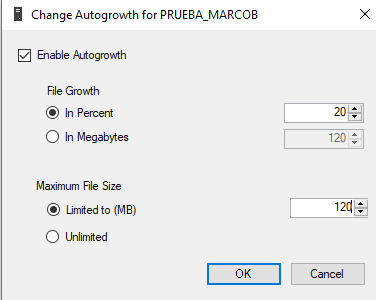 Change Autogrowth for PRUEBA_MARCOB
Enable Autogrowth
File Growth
In Percent 20
In Megabytes 120
Maximum File Size
Limited to (MB) 120
Unlimited
OK Cancel